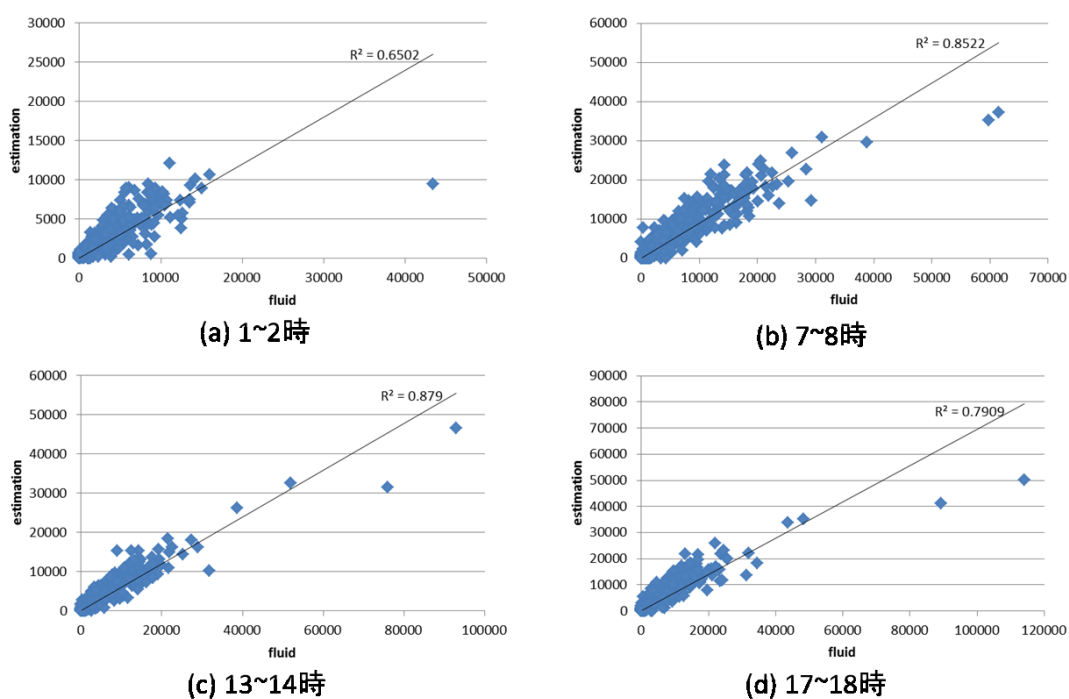 30000
25000
20000
15000
10000
5000
0
estimation
R² = 0.6502
0 10000 20000 30000 40000 50000
fluid
(a) 1~2時
60000
50000
40000
30000
20000
10000
0
estimation
R² = 0.8522
0 10000 20000 30000 40000 50000 60000 70000
fluid
(b) 7~8時
60000
50000
40000
30000
20000
10000
0
estimation
R² = 0.879
0 20000 40000 60000 80000 100000
fluid
(c) 13~14時
90000
80000
70000
60000
50000
40000
30000
20000
10000
0
estimation
R² = 0.7909
0 20000 40000 60000 80000 100000 120000
fluid
(d) 17~18時